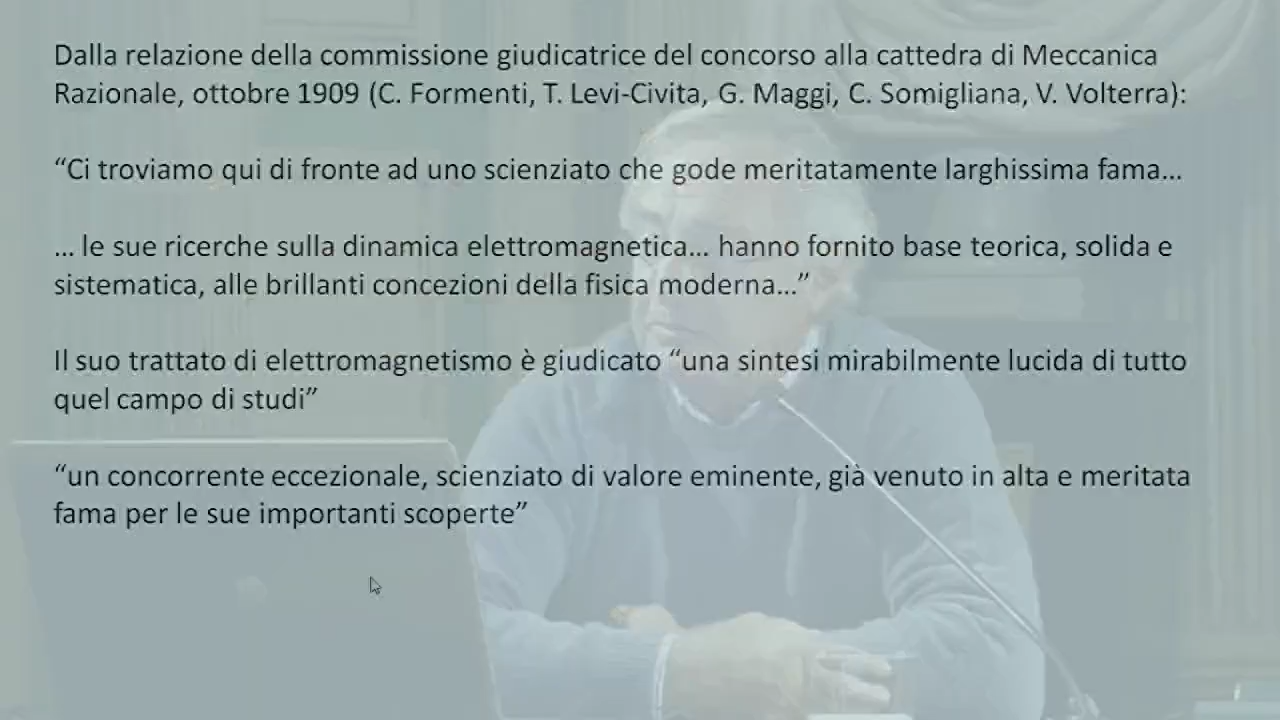 Dalla relazione della commissione giudicatrice del concorso alla cattedra di Meccanica
Razionale, ottobre 1909 (C. Formenti, T. Levi-Civita, G. Maggi, C. Somigliana, V. Volterra):
“Ci troviamo qui di fronte ad uno scienziato che gode meritatamente larghissima fama...
... le sue ricerche sulla dinamica elettromagnetica... hanno fornito base teorica, solida e
sistematica, alle brillanti concezioni della fisica moderna...”
Il suo trattato di elettromagnetismo è giudicato “una sintesi mirabilmente lucida di tutto
quel campo di studi”
“un concorrente eccezionale, scienziato di valore eminente, già venuto in alta e meritata
fama per le sue importanti scoperte”